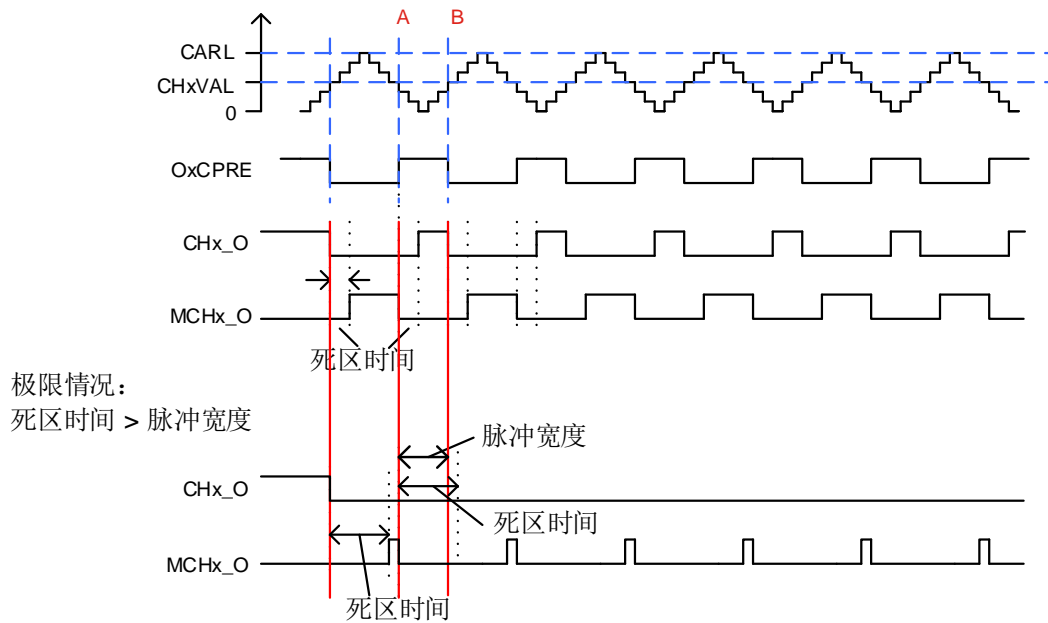 A
B
CARL
CHxVAL
0
OxCPRE
CHx_O
MCHx_O
死区时间
极限情况：
死区时间 > 脉冲宽度
脉冲宽度
CHx_O
死区时间
MCHx_O
死区时间